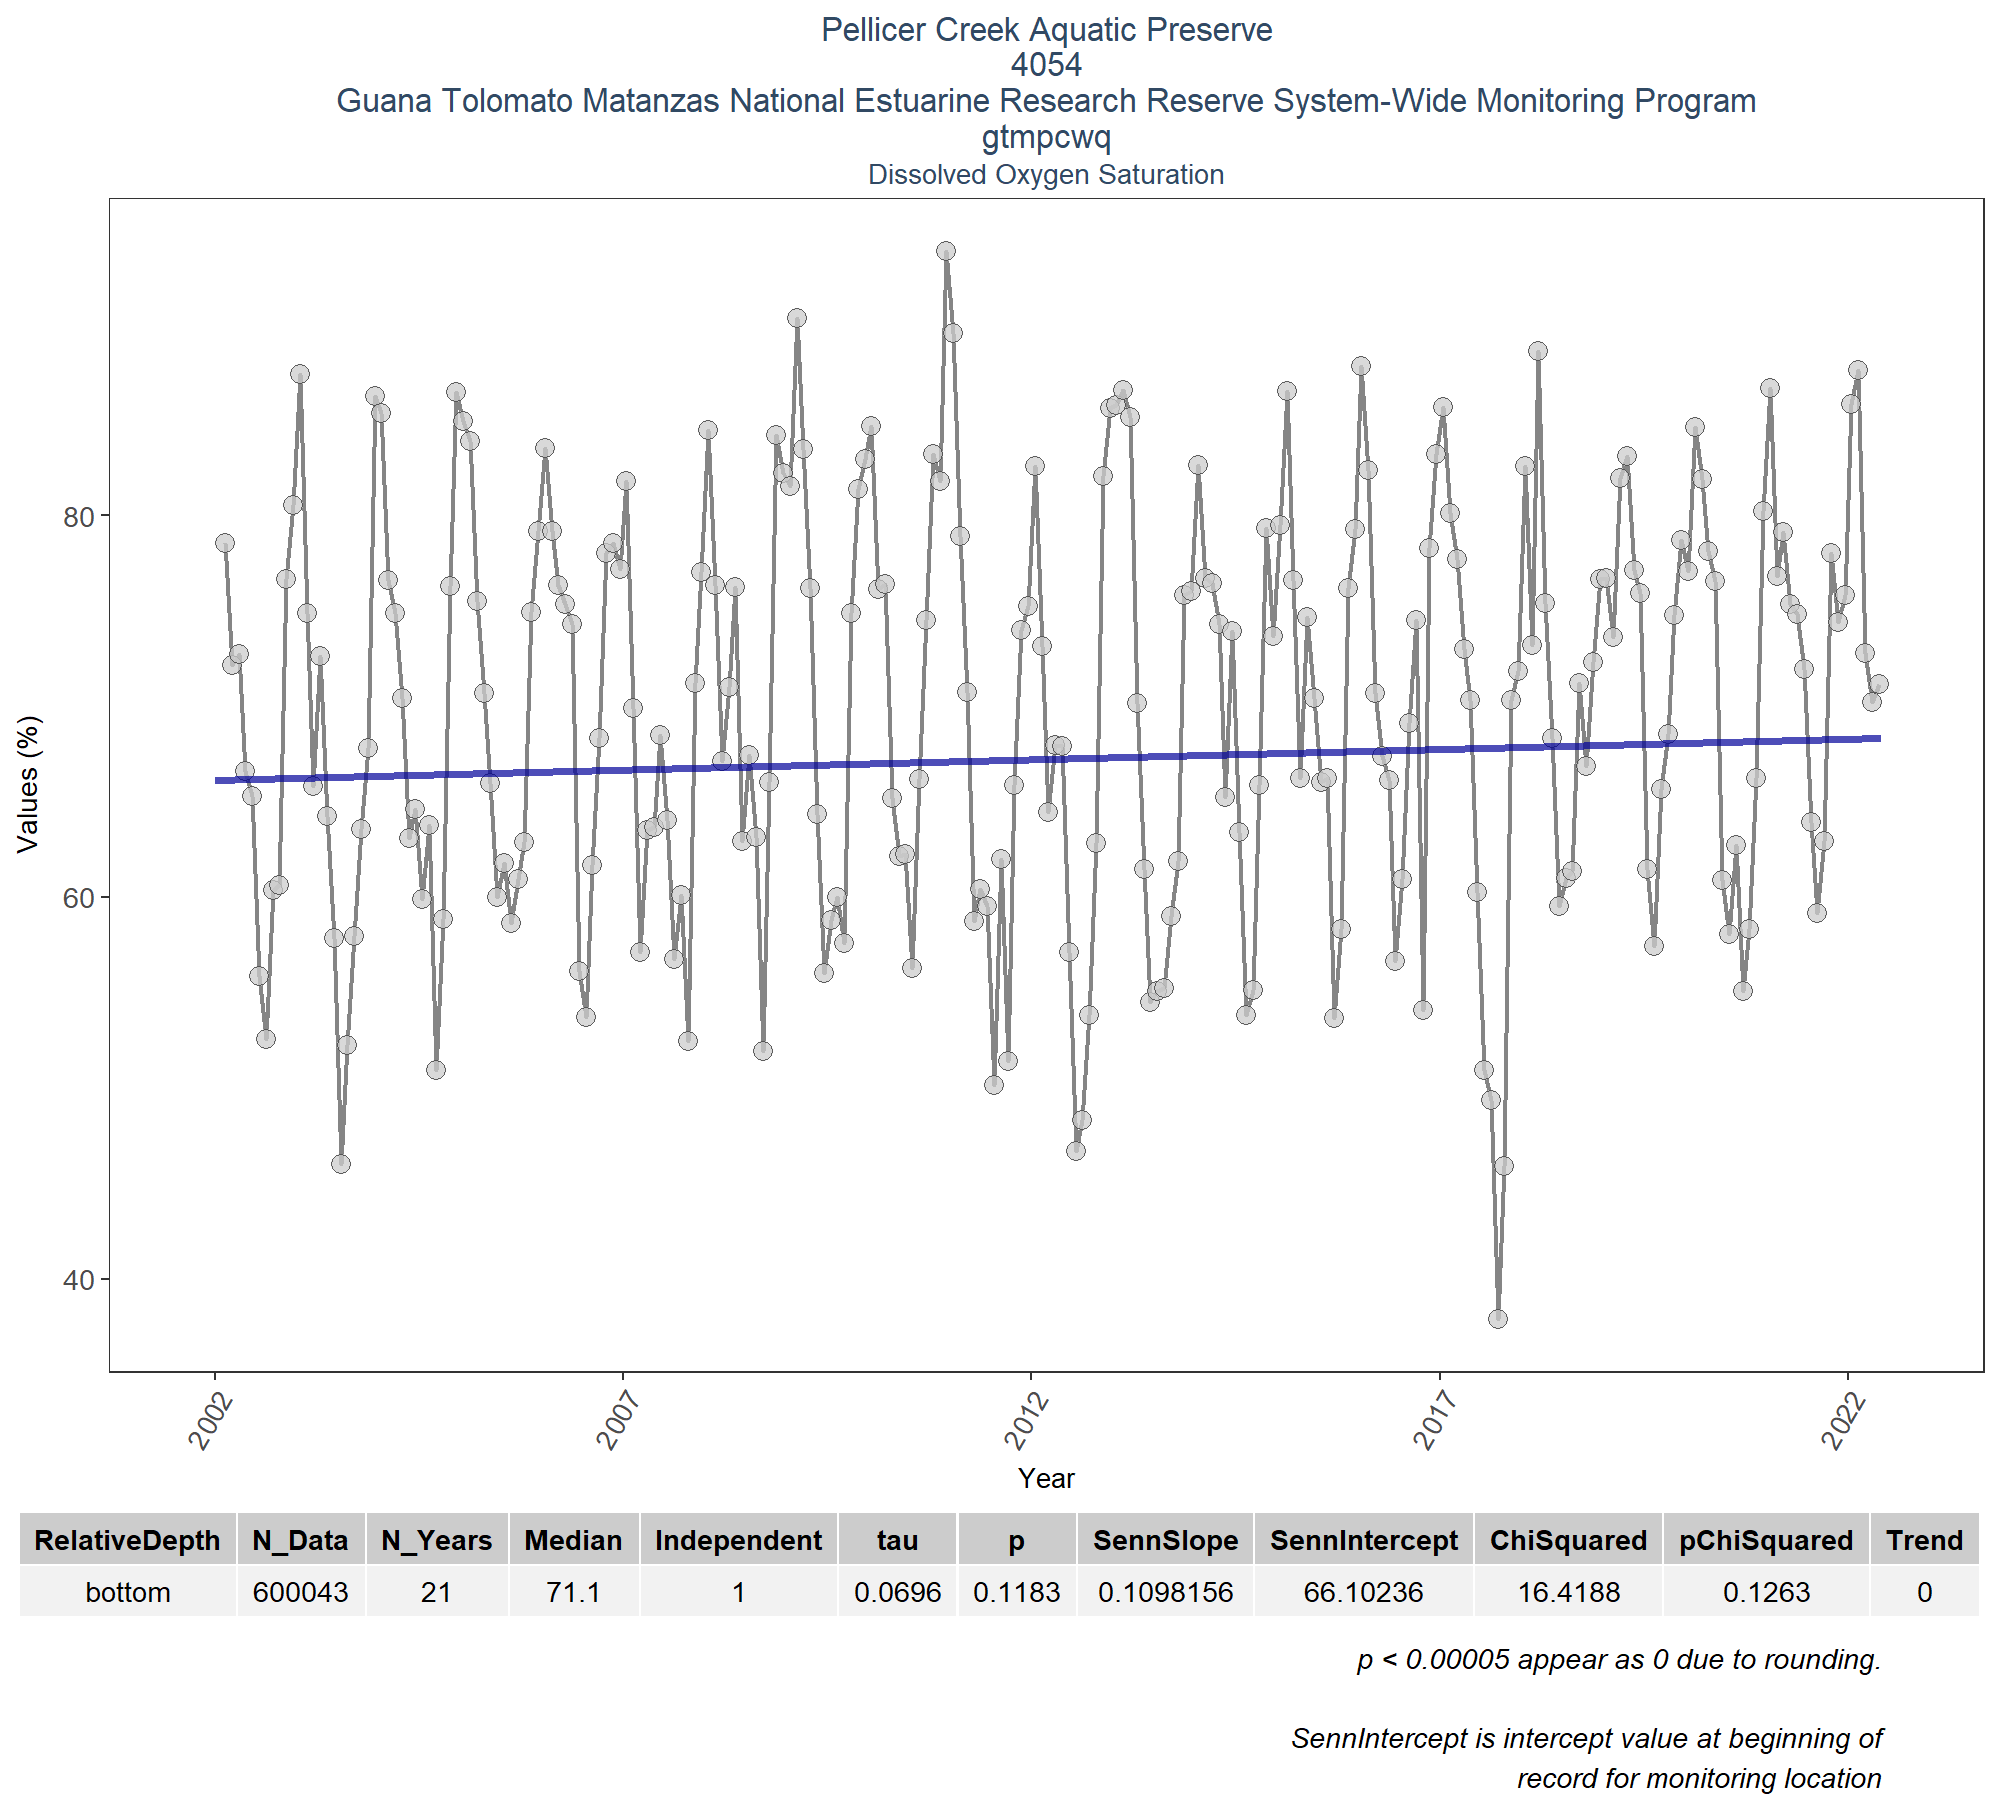 Pellicer Creek Aquatic Preserve
4054
Guana Tolomato Matanzas National Estuarine Research Reserve System-Wide Monitoring Program
gtmpcwq
Dissolved Oxygen Saturation
Values (%)
80
60
40
2002
2007
2012
2017
2022
Year
RelativeDepth N_Data N_Years Median Independent tau p SennSlope SennIntercept ChiSquared pChiSquared Trend
bottom 600043 21 71.1 1 0.0696 0.1183 0.1098156 66.10236 16.4188 0.1263 0
p < 0.00005 appear as 0 due to rounding.
SennIntercept is intercept value at beginning of
record for monitoring location